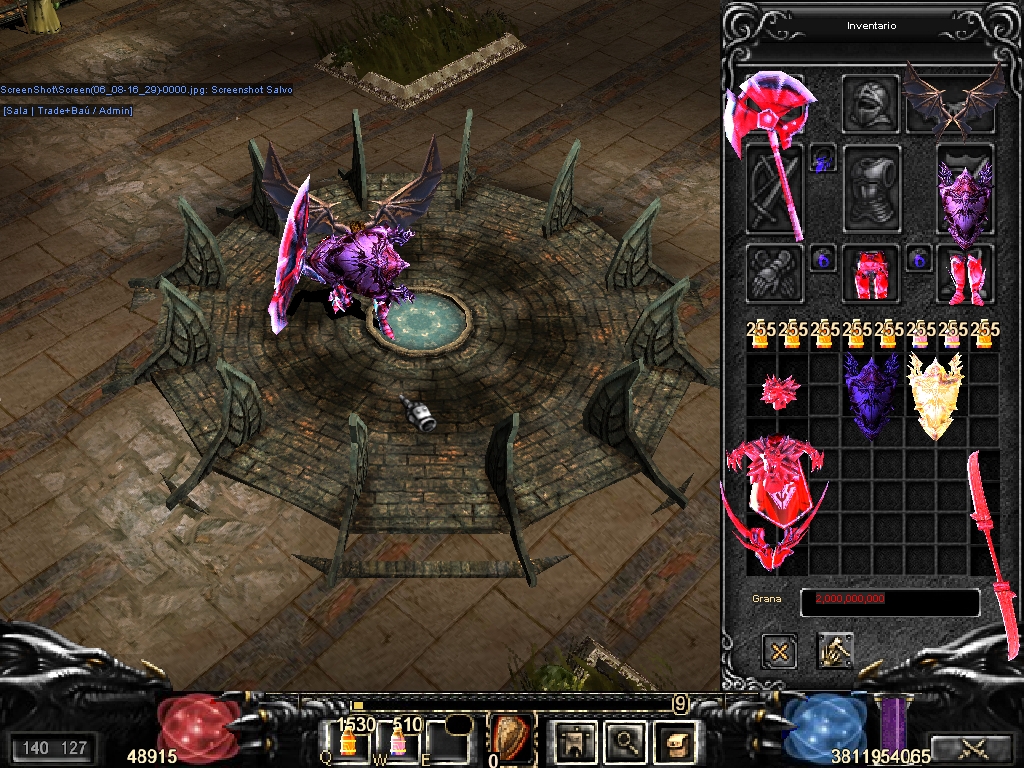 Inventario
ScreenShot\Screen(06_08-16_29)-0000.jpg: Screenshot Salvo
[Sala | Trade+Baú / Admin]
255 255 255 255 255 255 255 255
Grana 2,000,000,000
9
1530 510
140 127
48915
Q W E 0
3811954065